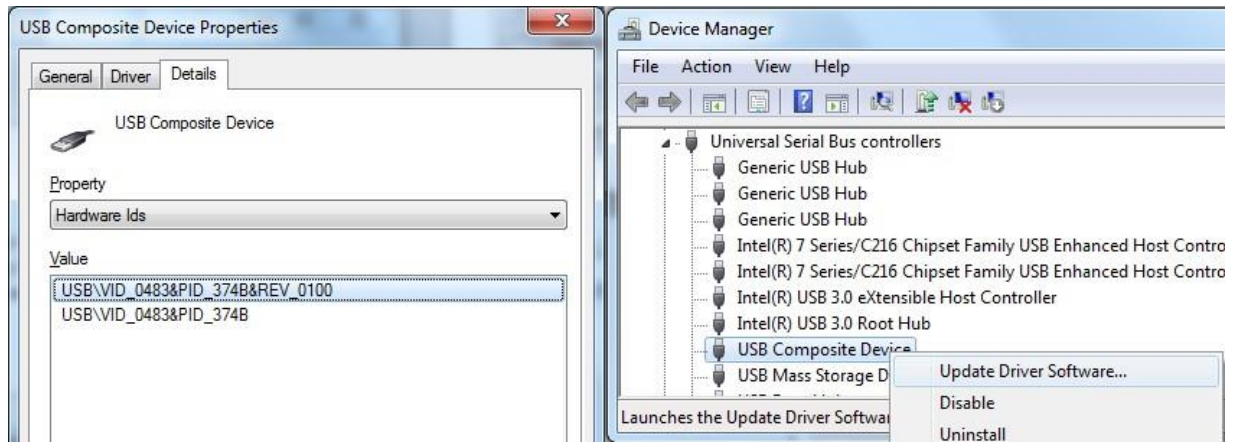 USB Composite Device Properties
General Driver Details
USB Composite Device
Property
Hardware Ids
Value
USB\VID_0483&PID_374B&REV_0100
USB\VID_0483&PID_374B
Device Manager
File Action View Help
Universal Serial Bus controllers
Generic USB Hub
Generic USB Hub
Generic USB Hub
Intel(R) 7 Series/C216 Chipset Family USB Enhanced Host Contro
Intel(R) 7 Series/C216 Chipset Family USB Enhanced Host Contro
Intel(R) USB 3.0 eXtensible Host Controller
Intel(R) USB 3.0 Root Hub
USB Composite Device
USB Mass Storage D
Update Driver Software...
Disable
Uninstall
Launches the Update Driver Softwa